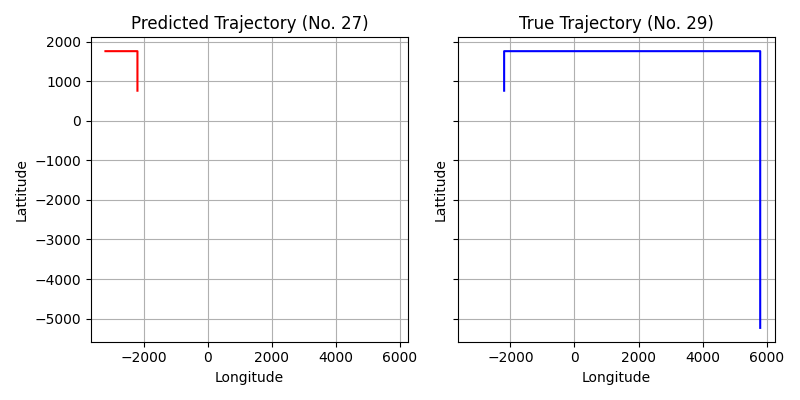 Predicted Trajectory (No. 27)
True Trajectory (No. 29)
2000
1000
0
−1000
−2000
−3000
−4000
−5000
Lattitude
Lattitude
−2000 0 2000 4000 6000
−2000 0 2000 4000 6000
Longitude
Longitude